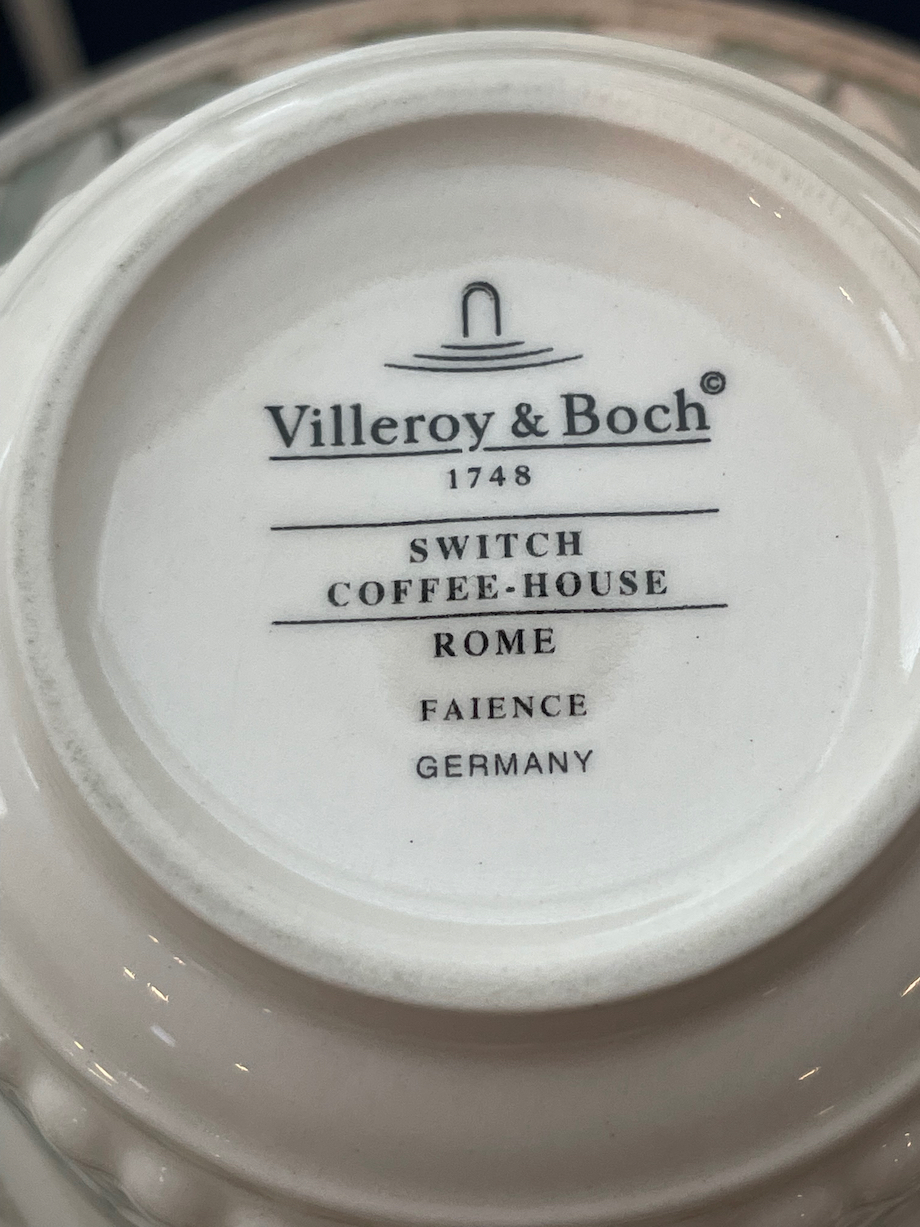 Villeroy & Boch©
1748
SWITCH
COFFEE-HOUSE
ROME
FAIENCE
GERMANY